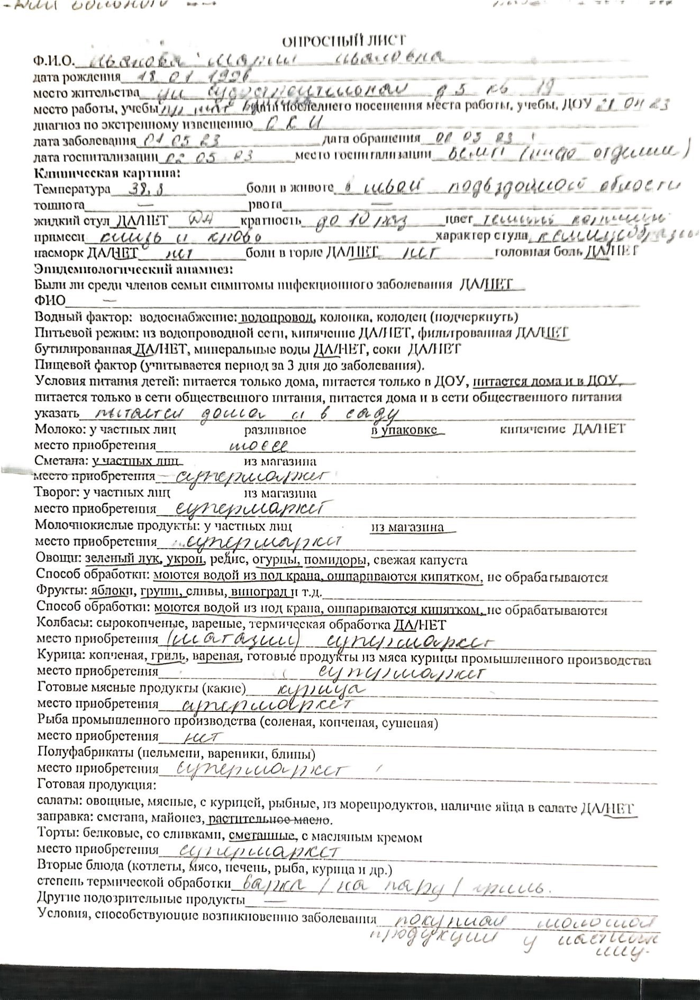 ОПРОСНЫЙ ЛИСТ
Ф.И.О. Иванова Мария Ивановна
дата рождения 18 01 1996
место жительства ул Судостроительная д 5 кв 19
место работы, учебы дата последнего посещения места работы, учебы, ДОУ 21 04 23
диагноз по экстренному извещению О К И
дата заболевания 01 05 23 дата обращения 02 05 23
дата госпитализации 02 05 23 место госпитализации БСМП (инфо отделии)
Клиническая картина:
Температура 38,8 боли в животе в левой подвздошной области
тошнота — рвота —
жидкий стул ДА/НЕТ ДА кратность до 10 раз цвет темный коричнев
примеси слизь и кровь характер стула кашицеобразн
насморк ДА/НЕТ нет боли в горле ДА/НЕТ нет головная боль ДА/НЕТ
Эпидемиологический анамнез:
Были ли среди членов семьи симптомы инфекционного заболевания ДА/НЕТ
ФИО —
Водный фактор: водоснабжение: водопровод, колонка, колодец (подчеркнуть)
Питьевой режим: из водопроводной сети, кипячение ДА/НЕТ, фильтрованная ДА/НЕТ
бутилированная ДА/НЕТ, минеральные воды ДА/НЕТ, соки ДА/НЕТ
Пищевой фактор (учитывается период за 3 дня до заболевания).
Условия питания детей: питается только дома, питается только в ДОУ, питается дома и в ДОУ,
питается только в сети общественного питания, питается дома и в сети общественного питания
указать питается дома и в саду
Молоко: у частных лиц разливное в упаковке кипячение ДА/НЕТ
место приобретения
Сметана: у частных лиц из магазина
место приобретения супермаркет
Творог: у частных лиц из магазина
место приобретения супермаркет
Молочнокислые продукты: у частных лиц из магазина
место приобретения супермаркет
Овощи: зеленый лук, укроп, редис, огурцы, помидоры, свежая капуста
Способ обработки: моются водой из под крана, ошпариваются кипятком, не обрабатываются
Фрукты: яблоки, груши, сливы, виноград и т.д.
Способ обработки: моются водой из под крана, ошпариваются кипятком, не обрабатываются
Колбасы: сырокопченые, вареные, термическая обработка ДА/НЕТ
место приобретения (магазин) супермаркет
Курица: копченая, гриль, вареная, готовые продукты из мяса курицы промышленного производства
место приобретения супермаркет
Готовые мясные продукты (какие) курица
место приобретения супермаркет
Рыба промышленного производства (соленая, копченая, сушеная)
место приобретения нет
Полуфабрикаты (пельмени, вареники, блины)
место приобретения супермаркет
Готовая продукция:
салаты: овощные, мясные, с курицей, рыбные, из морепродуктов, наличие яйца в салате ДА/НЕТ
заправка: сметана, майонез, растительное масло.
Торты: белковые, со сливками, сметанные, с масляным кремом
место приобретения супермаркет
Вторые блюда (котлеты, мясо, печень, рыба, курица и др.)
степень термической обработки варка / на пару / гриль.
Другие подозрительные продукты —
Условия, способствующие возникновению заболевания покупная молочная
продукции у частных
лиц.